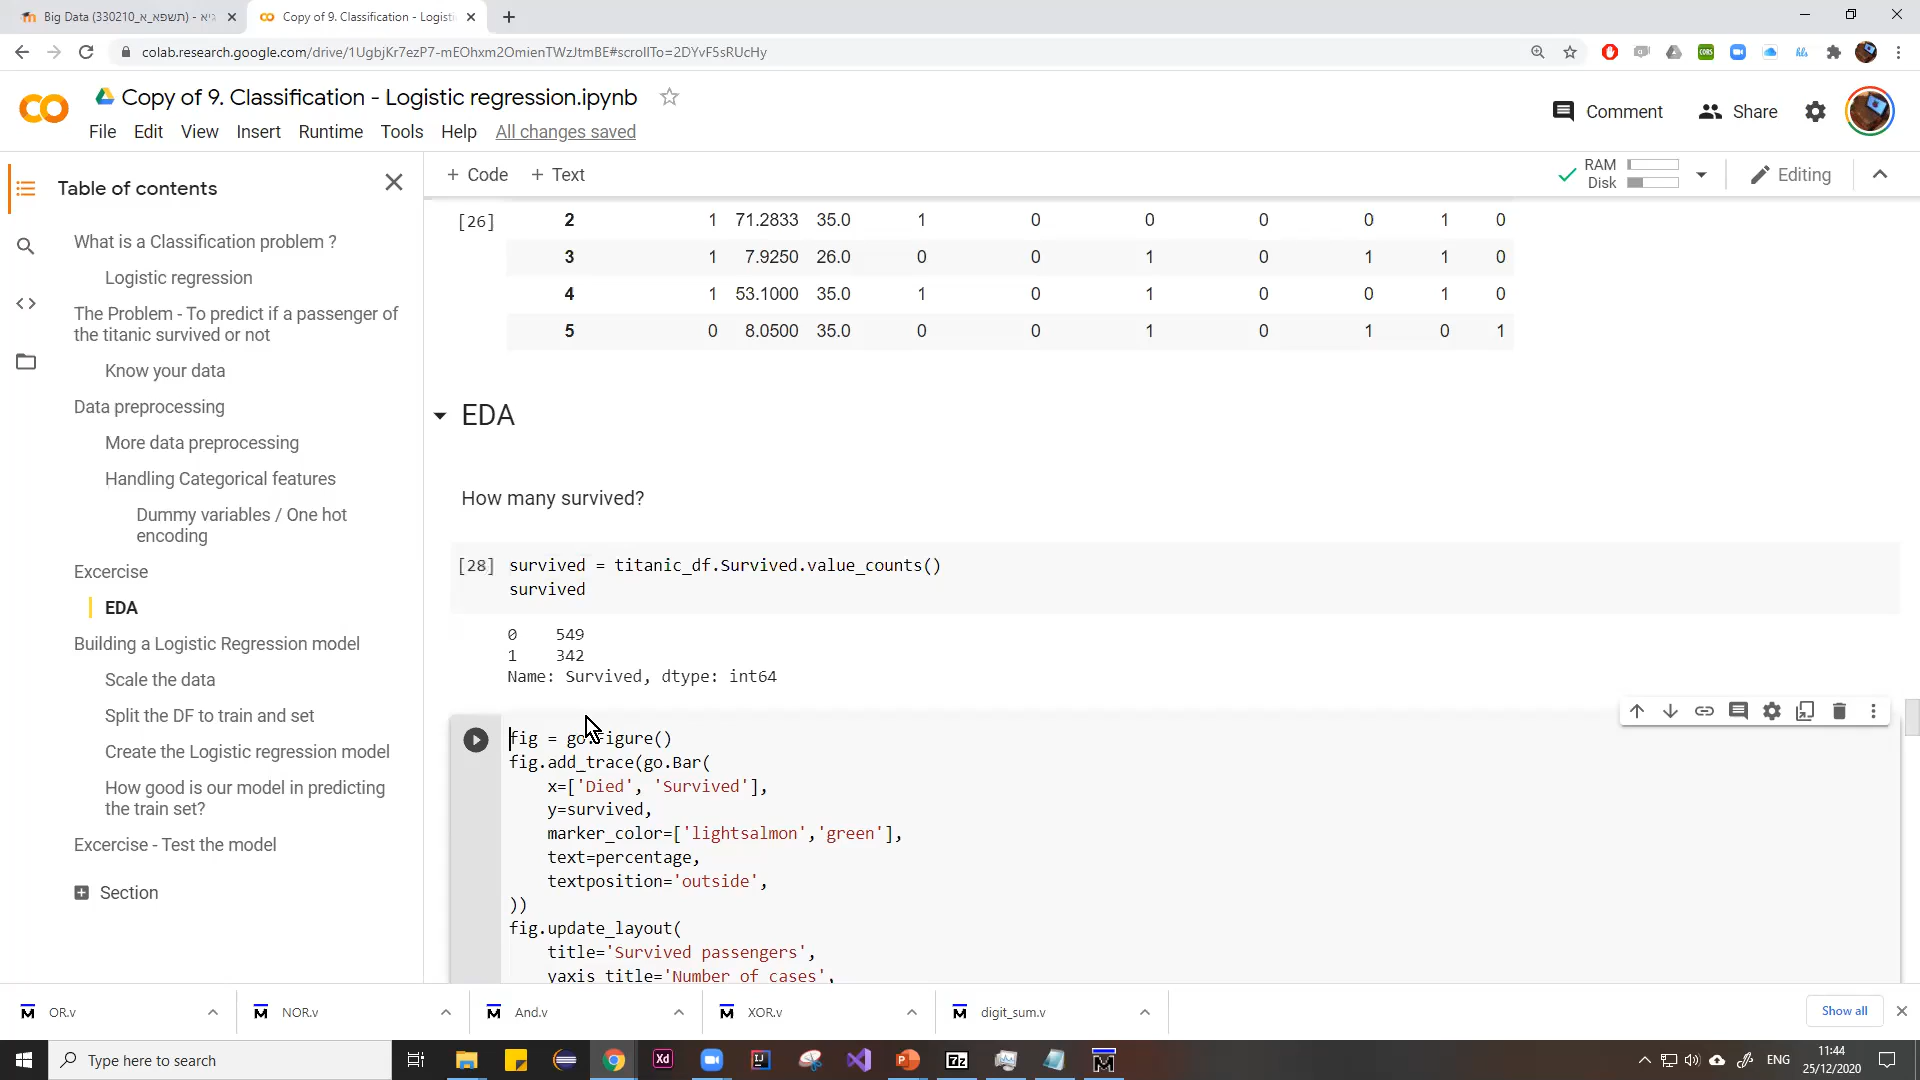 Big Data (330210_תשפא_א) - גיא
Copy of 9. Classification - Logisti
colab.research.google.com/drive/1UgbjKr7ezP7-mEOhxm2OmienTWzJtmBE#scrollTo=2DYvF5sRUcHy
Copy of 9. Classification - Logistic regression.ipynb
Comment
Share
File Edit View Insert Runtime Tools Help All changes saved
Table of contents
+ Code + Text
RAM
Disk
Editing
What is a Classification problem ?
Logistic regression
The Problem - To predict if a passenger of
the titanic survived or not
Know your data
Data preprocessing
More data preprocessing
Handling Categorical features
Dummy variables / One hot
encoding
Excercise
EDA
Building a Logistic Regression model
Scale the data
Split the DF to train and set
Create the Logistic regression model
How good is our model in predicting
the train set?
Excercise - Test the model
Section
[26] 2 1 71.2833 35.0 1 0 0 0 0 1 0
3 1 7.9250 26.0 0 0 1 0 1 1 0
4 1 53.1000 35.0 1 0 1 0 0 1 0
5 0 8.0500 35.0 0 0 1 0 1 0 1
EDA
How many survived?
[28] survived = titanic_df.Survived.value_counts()
survived
0 549
1 342
Name: Survived, dtype: int64
fig = go.Figure()
fig.add_trace(go.Bar(
x=['Died', 'Survived'],
y=survived,
marker_color=['lightsalmon','green'],
text=percentage,
textposition='outside',
))
fig.update_layout(
title='Survived passengers',
yaxis_title='Number of cases',
OR.v
NOR.v
And.v
XOR.v
digit_sum.v
Show all
Type here to search
ENG
11:44
25/12/2020